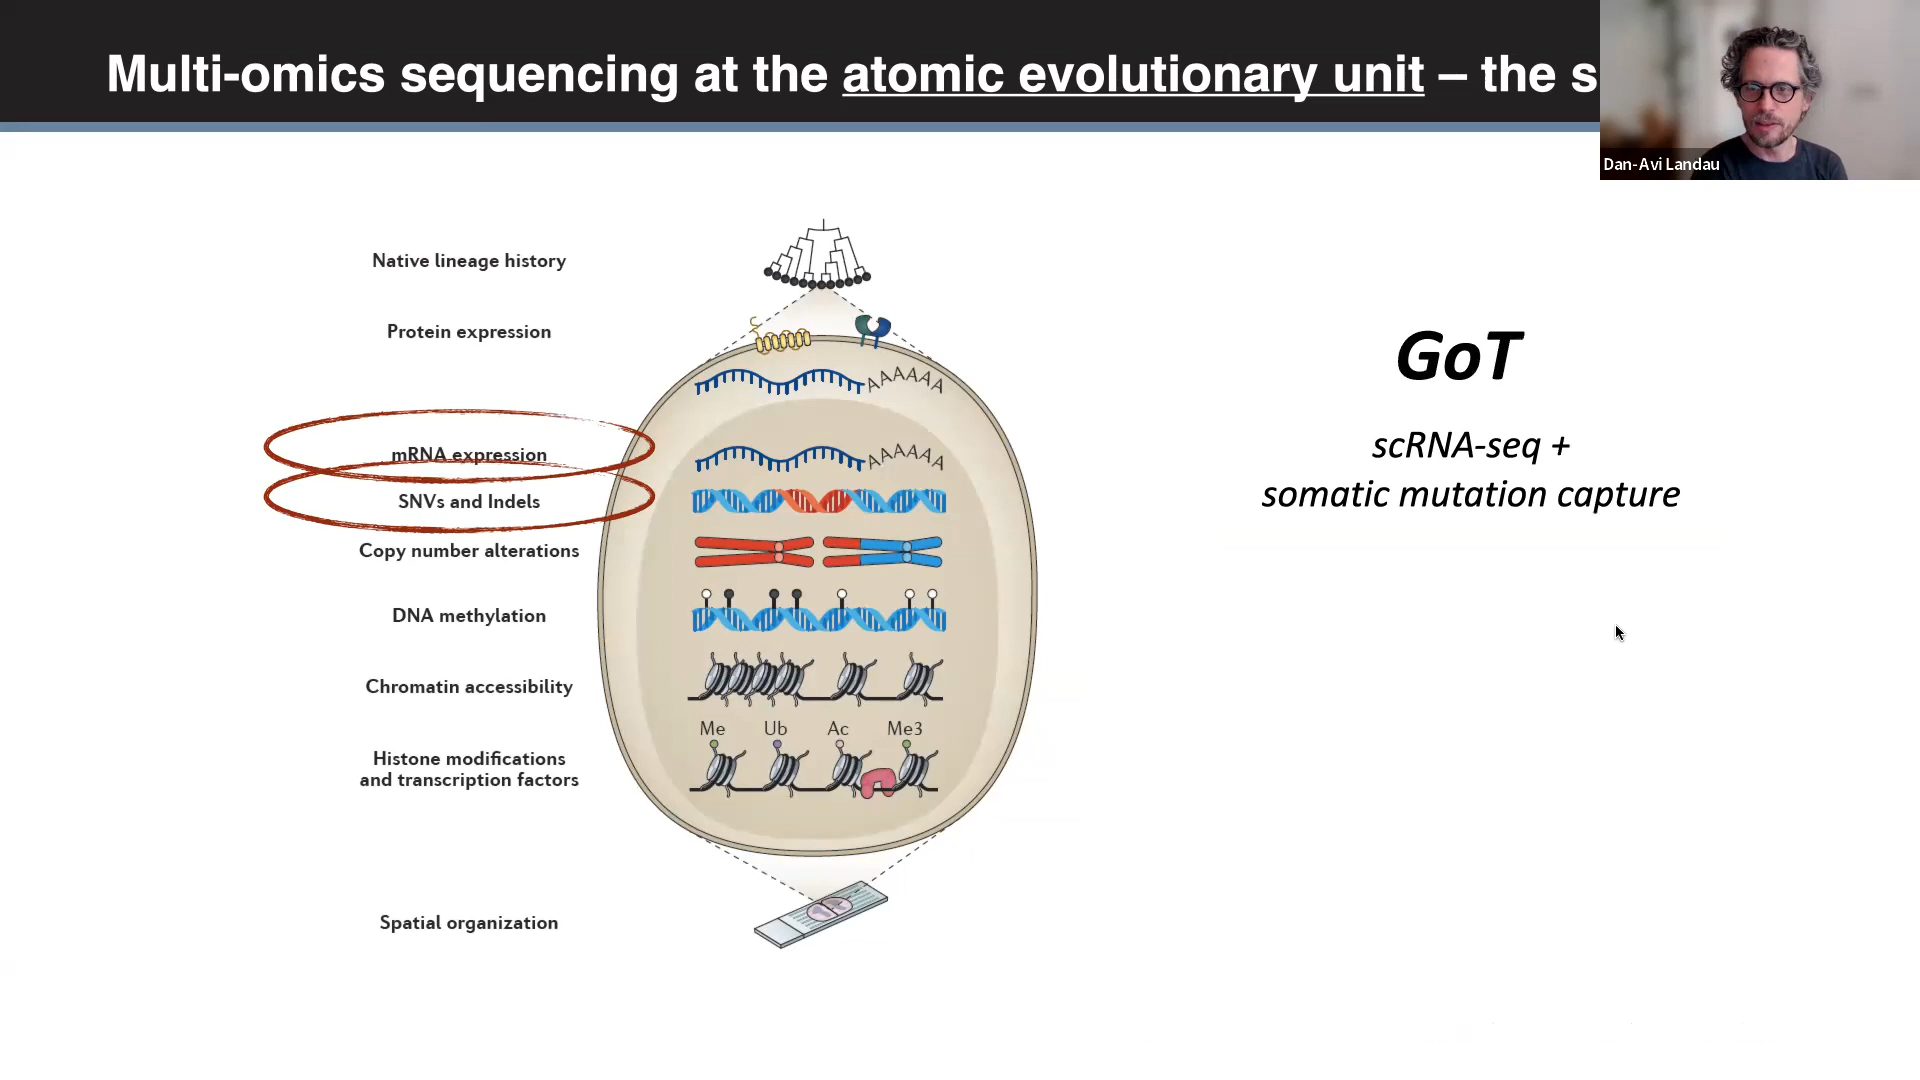 Multi-omics sequencing at the atomic evolutionary unit – the s
Dan-Avi Landau
Native lineage history
Protein expression
AAAAAA
mRNA expression
AAAAAA
SNVs and Indels
Copy number alterations
DNA methylation
Chromatin accessibility
Me Ub Ac Me3
Histone modifications
and transcription factors
Spatial organization
GoT
scRNA-seq +
somatic mutation capture